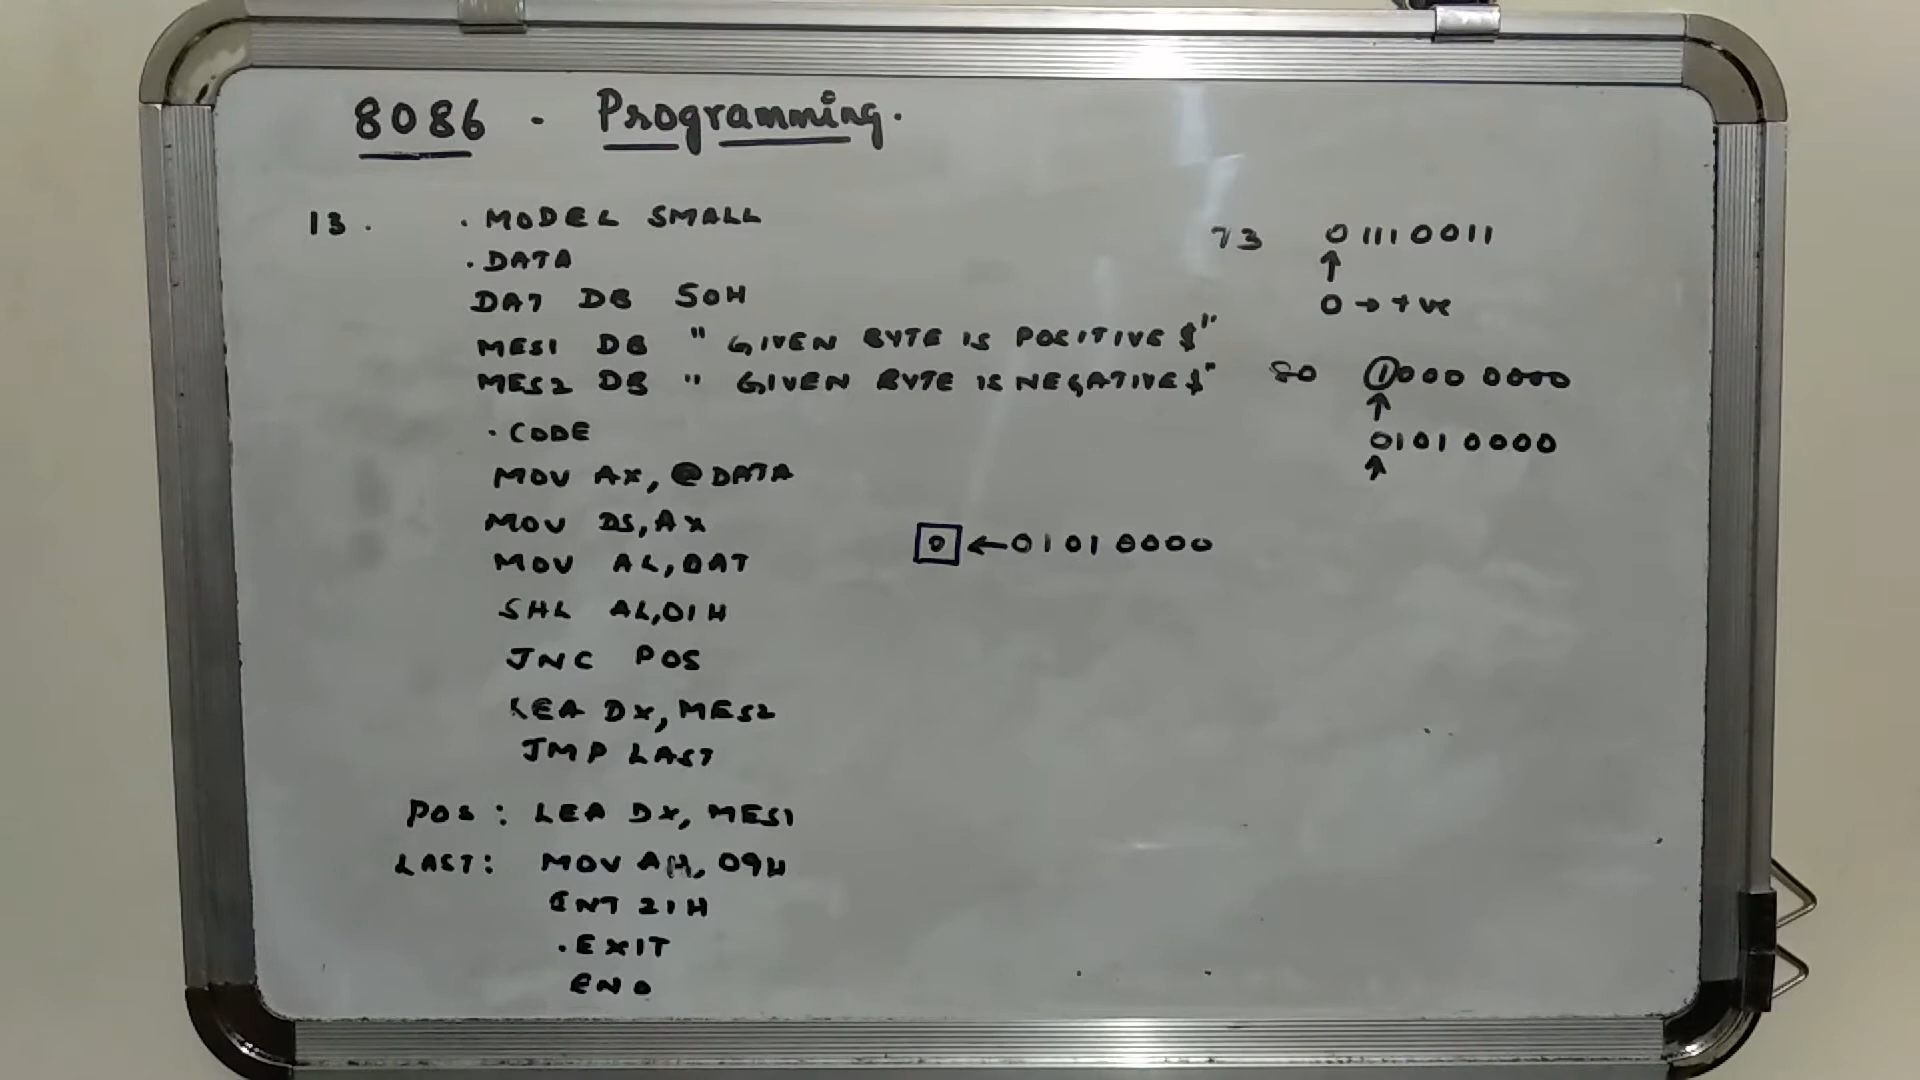 8086 - Programming.
13. .MODEL SMALL
.DATA
DAT DB 50H
MES1 DB "GIVEN BYTE IS POSITIVE$"
MES2 DB "GIVEN BYTE IS NEGATIVE$"
.CODE
MOV AX, @DATA
MOV DS, AX
MOV AL, DAT
SHL AL, 01H
JNC POS
LEA DX, MES2
JMP LAST
POS: LEA DX, MES1
LAST: MOV AH, 09H
INT 21H
.EXIT
END
73 01110011
↑
0 → +ve
80 1000 0000
↑
0101 0000
↑
0 ← 0101 0000